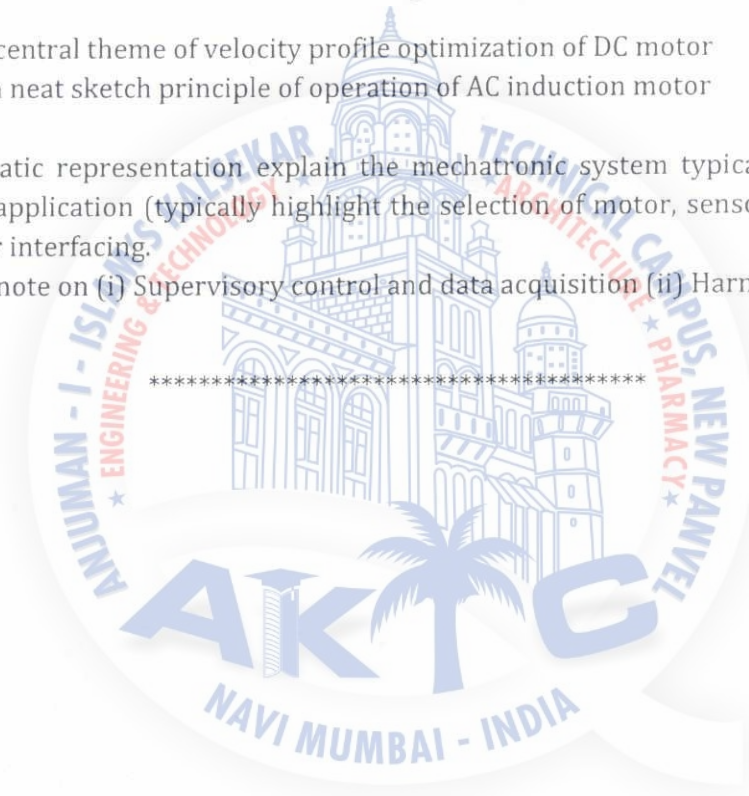 central theme of velocity profile optimization of DC motor
neat sketch principle of operation of AC induction motor
atic representation explain the mechatronic system typica
application (typically highlight the selection of motor, senso
r interfacing.
note on (i) Supervisory control and data acquisition (ii) Harn
****************************************
ANJUMAN - I - ISLAM'S KALSEKAR TECHNICAL CAMPUS, NEW PANVEL
★ ENGINEERING & TECHNOLOGY ★ ARCHITECTURE ★ PHARMACY ★
AKTC
NAVI MUMBAI - INDIA